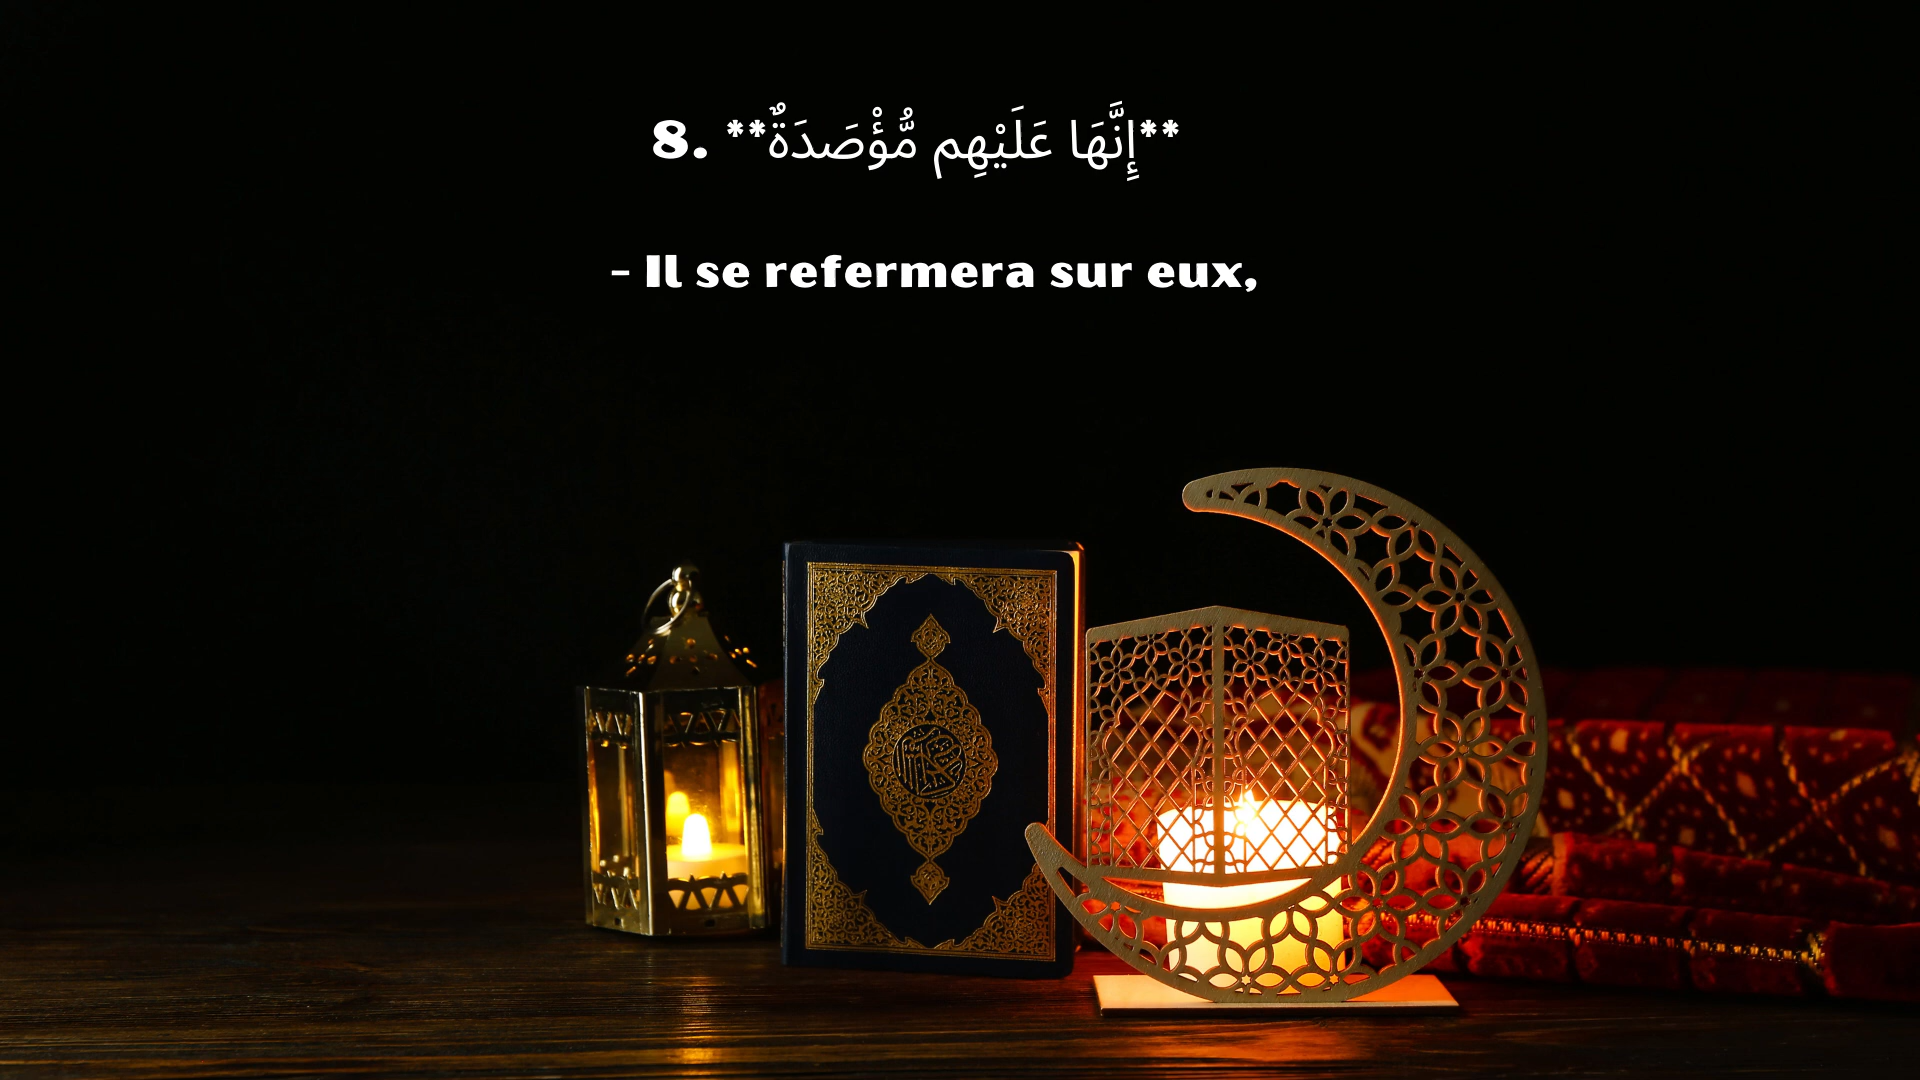 8. **إِنَّهَا عَلَيْهِم مُّؤْصَدَةٌ**
- Il se refermera sur eux,